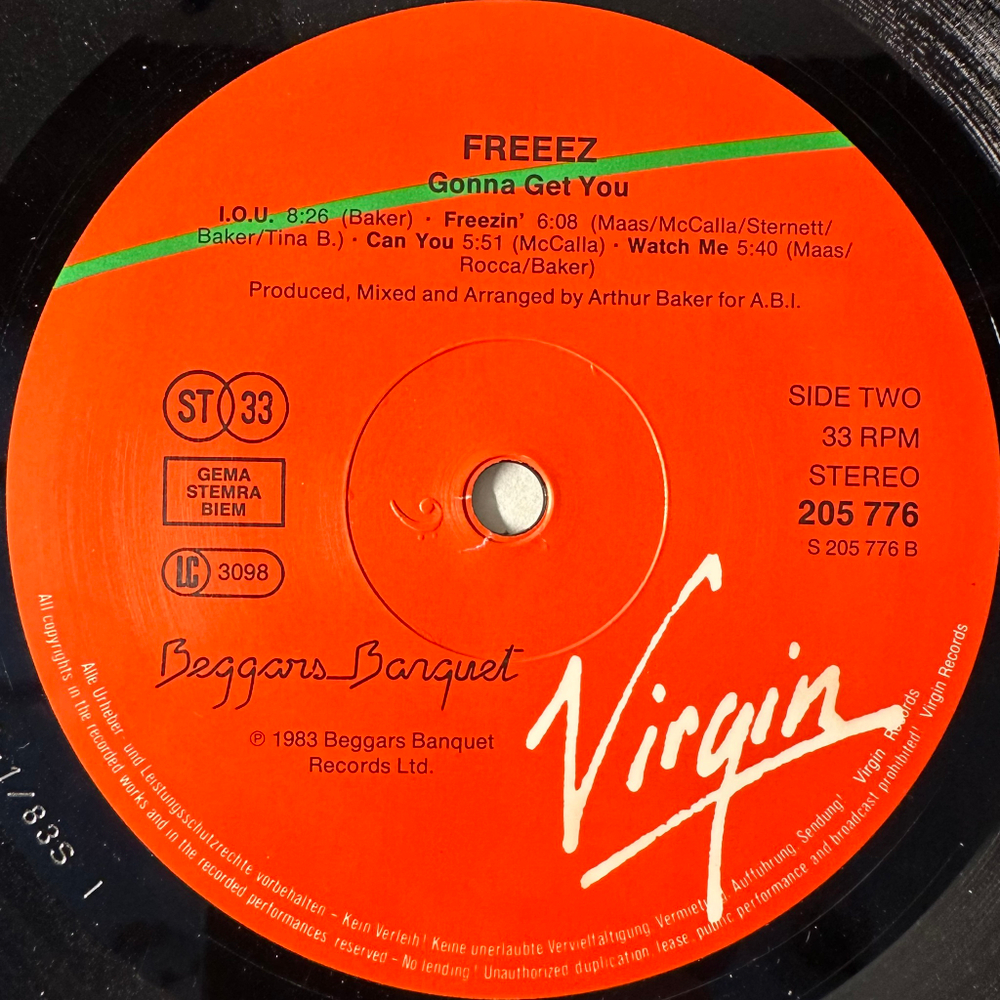 FREEEZ
Gonna Get You
I.O.U. 8:26 (Baker) · Freezin' 6:08 (Maas/McCalla/Sternett/
Baker/Tina B.) · Can You 5:51 (McCalla) · Watch Me 5:40 (Maas/
Rocca/Baker)
Produced, Mixed and Arranged by Arthur Baker for A.B.I.
ST 33
GEMA
STEMRA
BIEM
LC 3098
SIDE TWO
33 RPM
STEREO
205 776
S 205 776 B
6
Beggars Banquet
℗ 1983 Beggars Banquet
Records Ltd.
Virgin
Alle Urheber- und Leistungsschutzrechte vorbehalten – Kein Verleih! Keine unerlaubte Vervielfältigung, Vermietung, Aufführung, Sendung! Virgin Records
All copyrights in the recorded works and in the recorded performances reserved – No lending! Unauthorized duplication, lease, public performance and broadcast prohibited! Virgin Records
1/83S 1